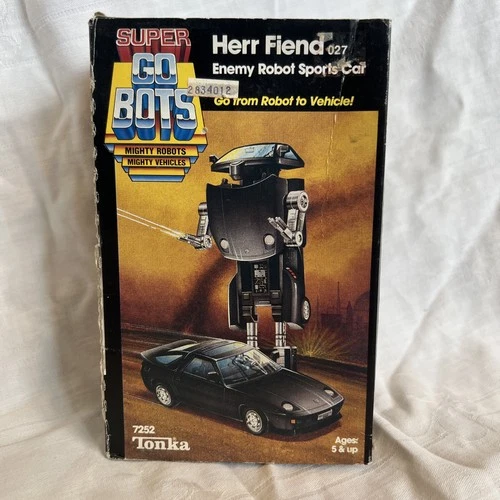 SUPER
GO
BOTS
MIGHTY ROBOTS
MIGHTY VEHICLES
Herr Fiend 027
Enemy Robot Sports Car
2834012
Go from Robot to Vehicle!
7252
Tonka
Ages:
5 & up